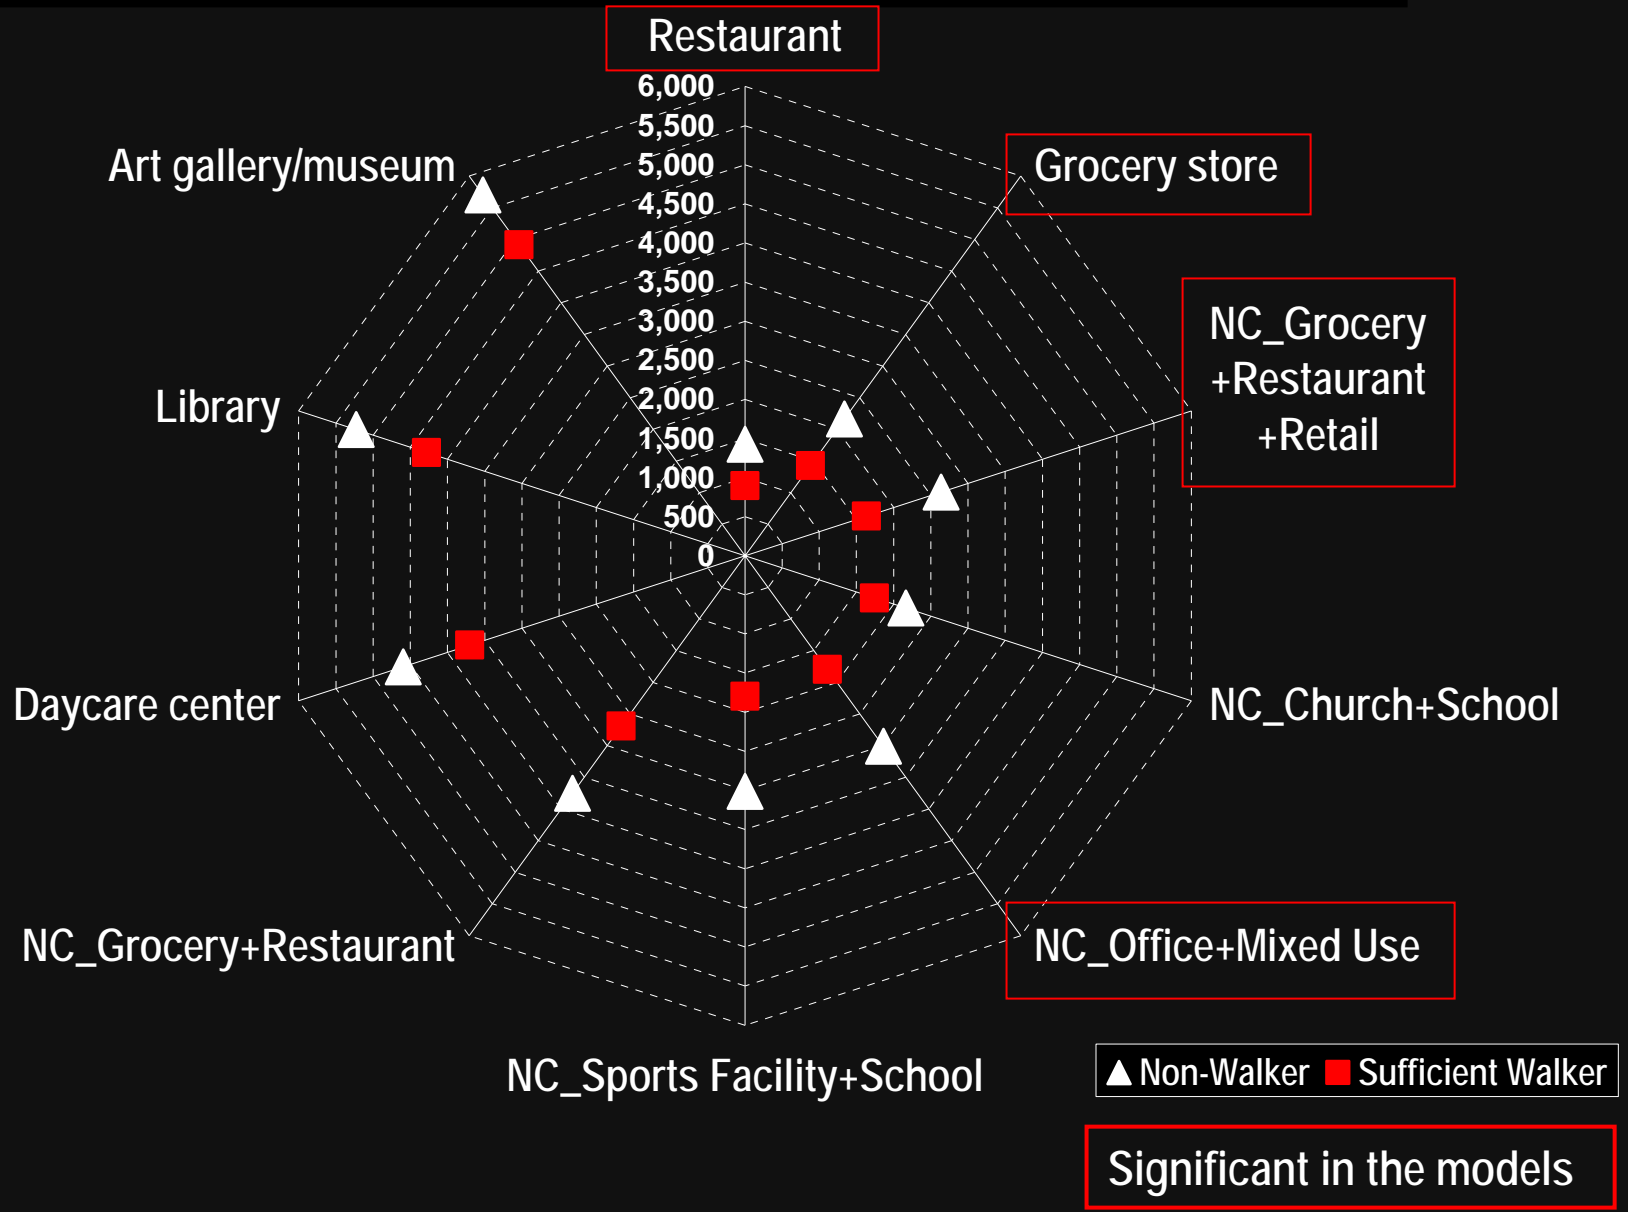 Restaurant
6,000
5,500
5,000
4,500
4,000
3,500
3,000
2,500
2,000
1,500
1,000
500
0
Art gallery/museum
Grocery store
NC_Grocery
+Restaurant
+Retail
Library
Daycare center
NC_Church+School
NC_Grocery+Restaurant
NC_Office+Mixed Use
NC_Sports Facility+School
Non-Walker Sufficient Walker
Significant in the models